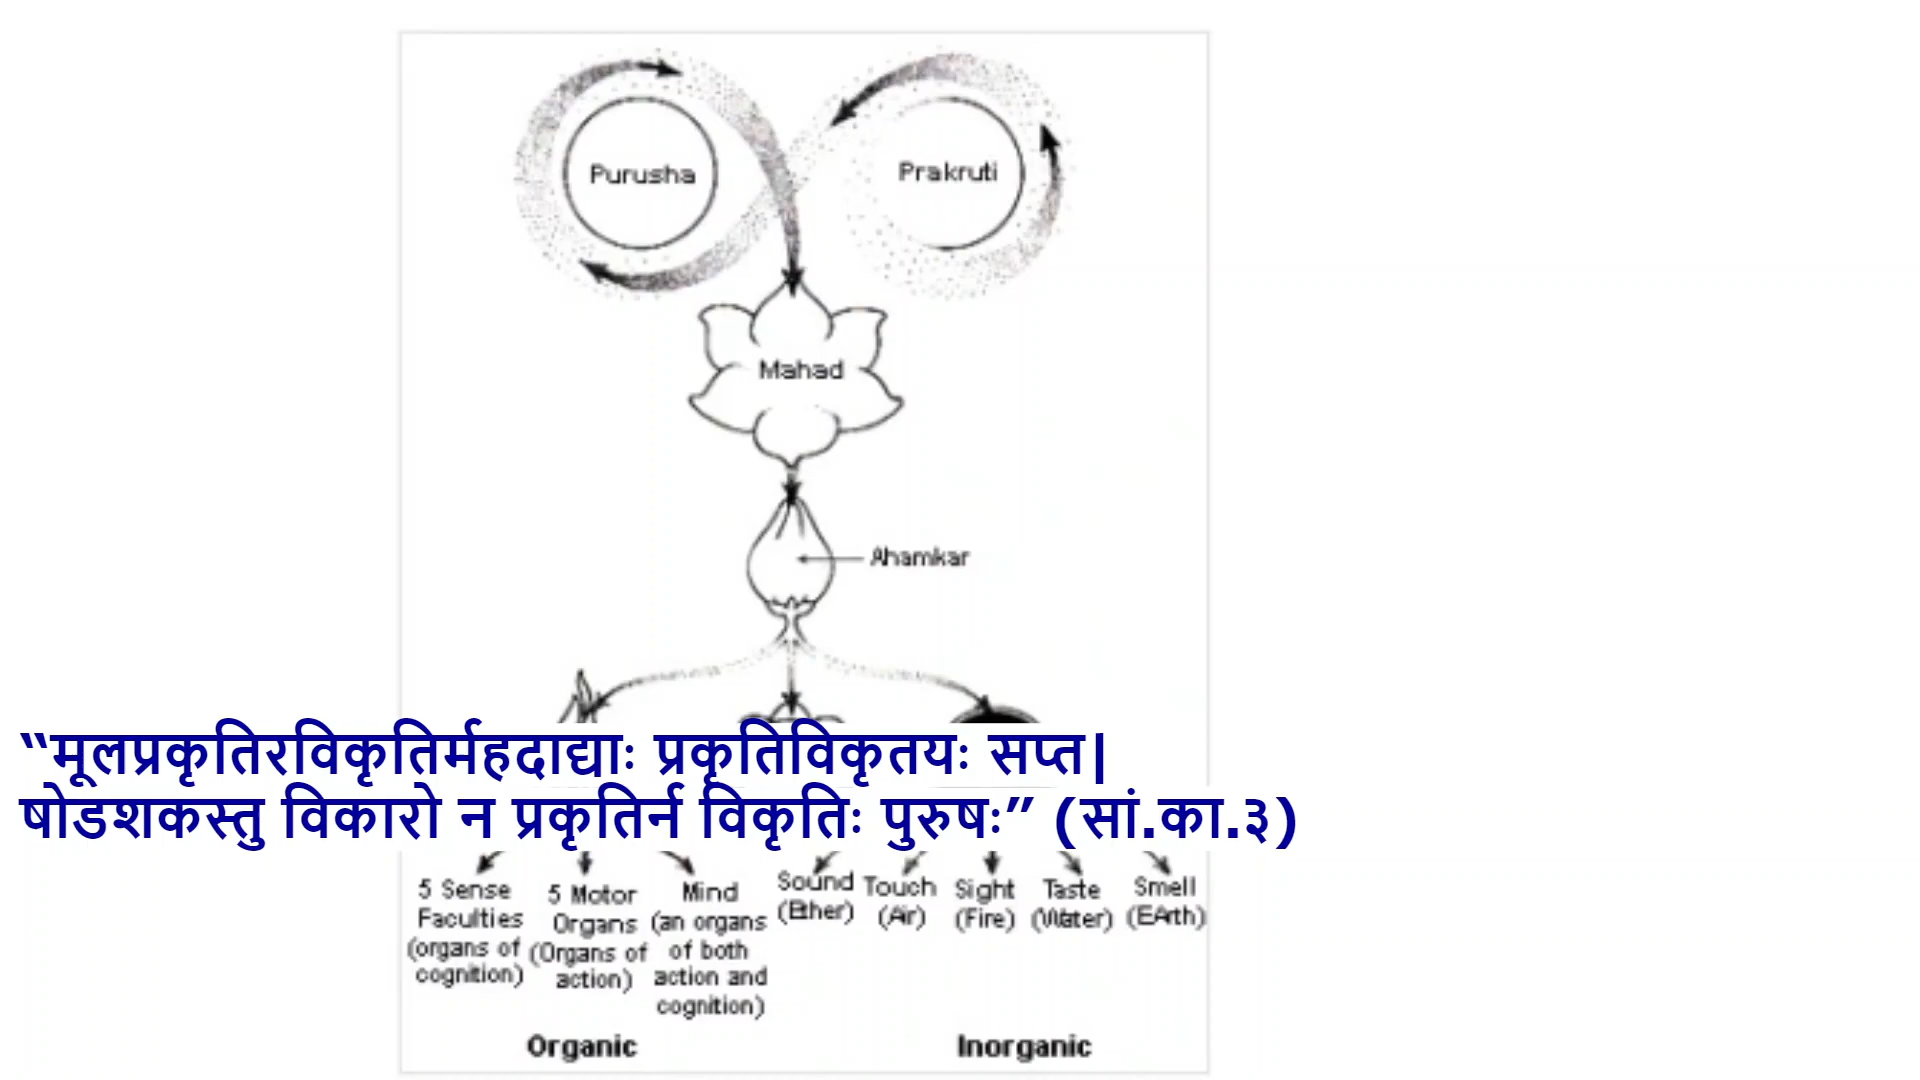 Purusha
Prakruti
Mahad
Ahamkar
“मूलप्रकृतिरविकृतिर्महदाद्याः प्रकृतिविकृतयः सप्त|
षोडशकस्तु विकारो न प्रकृतिर्न विकृतिः पुरुषः” (सां.का.३)
5 Sense
Faculties
(organs of
cognition)
5 Motor
Organs
(Organs of
action)
Mind
(an organs
of both
action and
cognition)
Sound
(Ether)
Touch
(Air)
Sight
(Fire)
Taste
(Water)
Smell
(EArth)
Organic
Inorganic